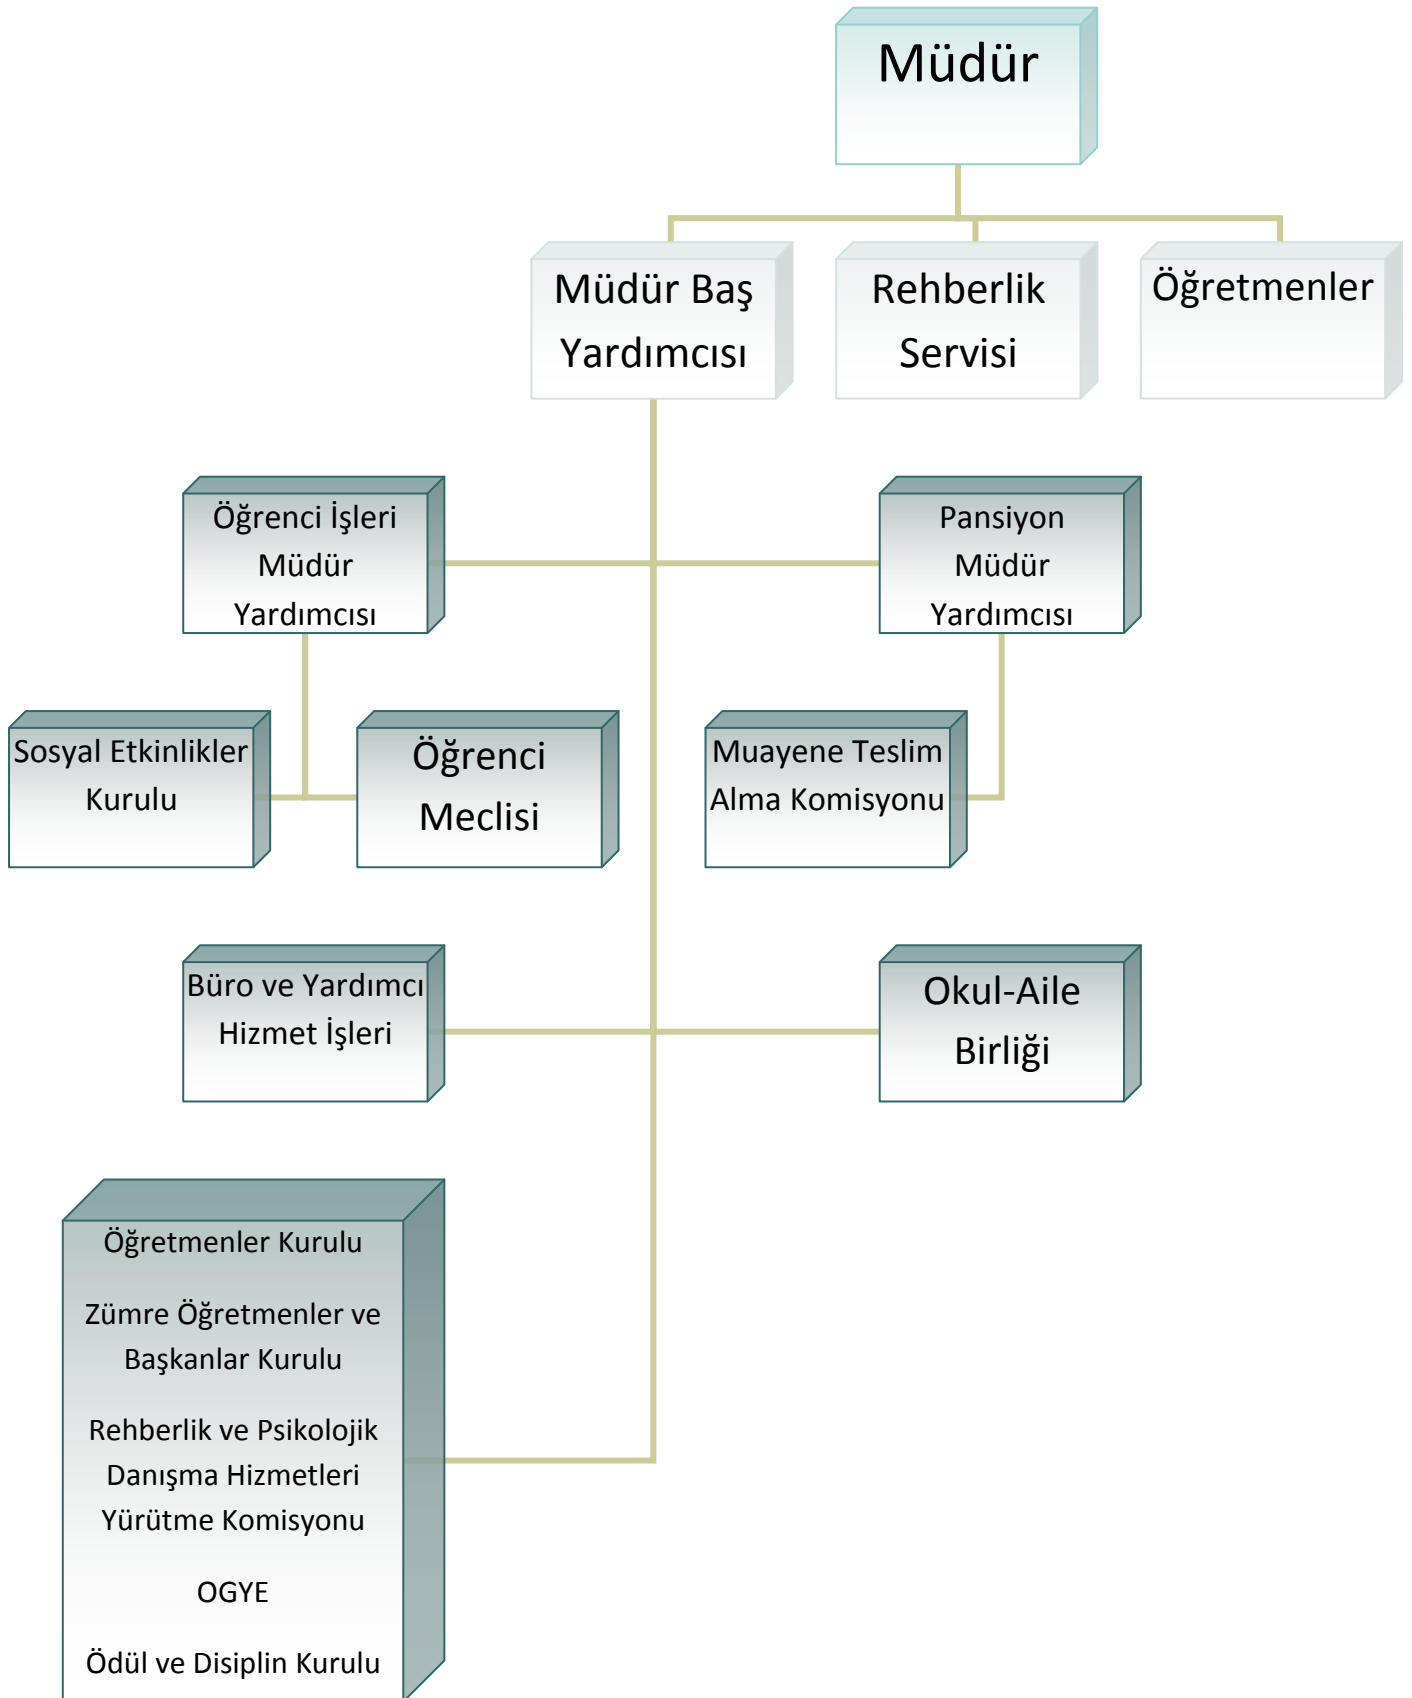 Müdür
Müdür Baş
Yardımcısı
Rehberlik
Servisi
Öğretmenler
Öğrenci İşleri
Müdür
Yardımcısı
Pansiyon
Müdür
Yardımcısı
Sosyal Etkinlikler
Kurulu
Öğrenci
Meclisi
Muayene Teslim
Alma Komisyonu
Büro ve Yardımcı
Hizmet İşleri
Okul-Aile
Birliği
Öğretmenler Kurulu
Zümre Öğretmenler ve
Başkanlar Kurulu
Rehberlik ve Psikolojik
Danışma Hizmetleri
Yürütme Komisyonu
OGYE
Ödül ve Disiplin Kurulu